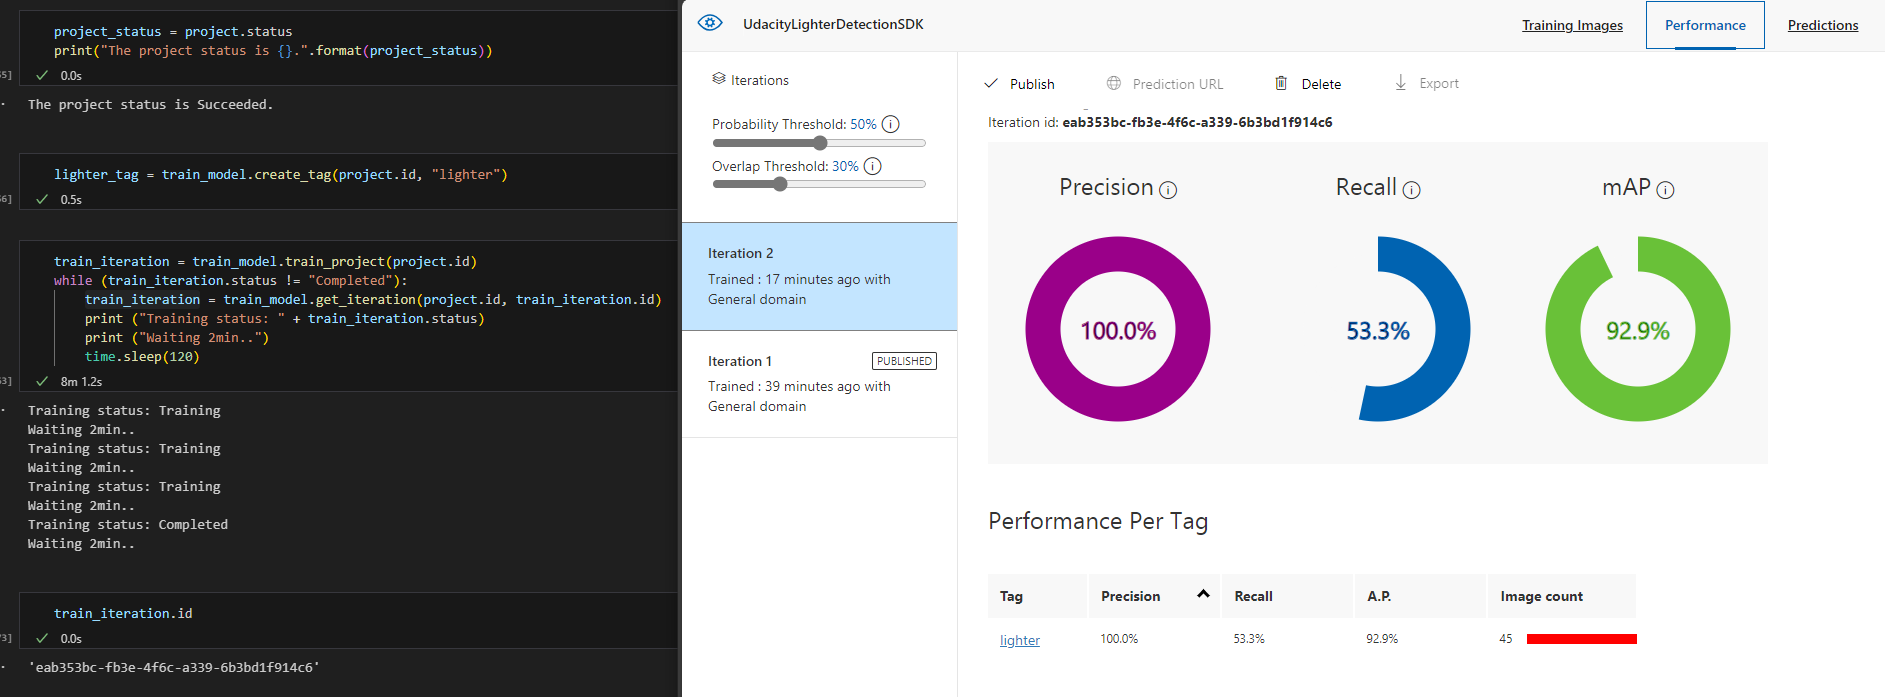 project_status = project.status
print("The project status is {}.".format(project_status))
0.0s
The project status is Succeeded.
lighter_tag = train_model.create_tag(project.id, "lighter")
0.5s
train_iteration = train_model.train_project(project.id)
while (train_iteration.status != "Completed"):
train_iteration = train_model.get_iteration(project.id, train_iteration.id)
print ("Training status: " + train_iteration.status)
print ("Waiting 2min..")
time.sleep(120)
8m 1.2s
Training status: Training
Waiting 2min..
Training status: Training
Waiting 2min..
Training status: Training
Waiting 2min..
Training status: Completed
Waiting 2min..
train_iteration.id
0.0s
'eab353bc-fb3e-4f6c-a339-6b3bd1f914c6'
UdacityLighterDetectionSDK
Training Images Performance Predictions
Iterations
Probability Threshold: 50%
Overlap Threshold: 30%
Iteration 2
Trained : 17 minutes ago with
General domain
Iteration 1 PUBLISHED
Trained : 39 minutes ago with
General domain
Publish Prediction URL Delete Export
Iteration id: eab353bc-fb3e-4f6c-a339-6b3bd1f914c6
Precision Recall mAP
100.0% 53.3% 92.9%
Performance Per Tag
Tag Precision Recall A.P. Image count
lighter 100.0% 53.3% 92.9% 45